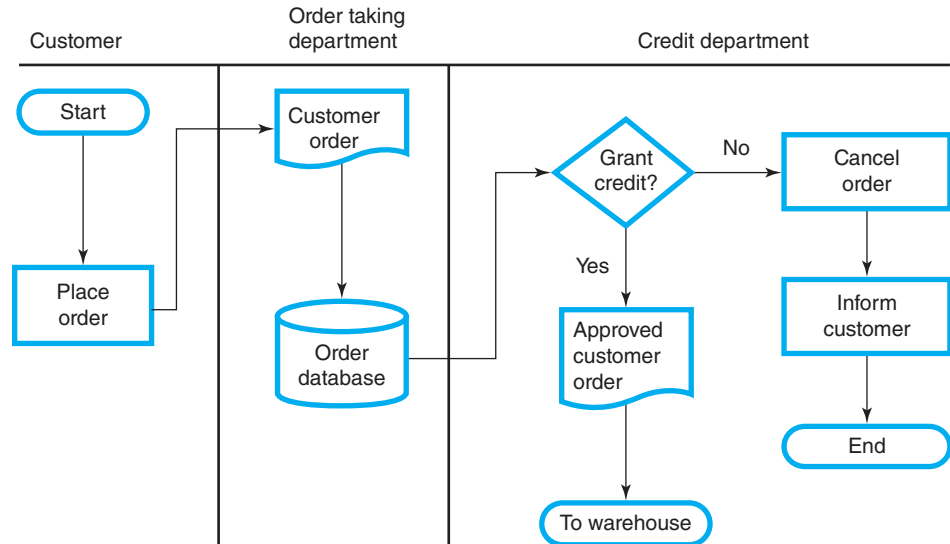 Customer
Order taking
department
Credit department
Start
Place
order
Customer
order
Order
database
Grant
credit?
No
Cancel
order
Inform
customer
End
Yes
Approved
customer
order
To warehouse